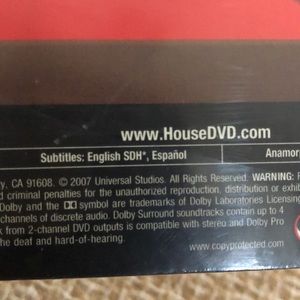 www.HouseDVD.com
Subtitles: English SDH*, Español
Anamor
y, CA 91608. © 2007 Universal Studios. All Rights Reserved. WARNING: F
d criminal penalties for the unauthorized reproduction, distribution or exhib
Dolby and the symbol are trademarks of Dolby Laboratories Licensing
channels of discrete audio. Dolby Surround soundtracks contain up to 4
k from 2-channel DVD outputs is compatible with stereo and Dolby Pro
the deaf and hard-of-hearing.
www.copyprotected.com